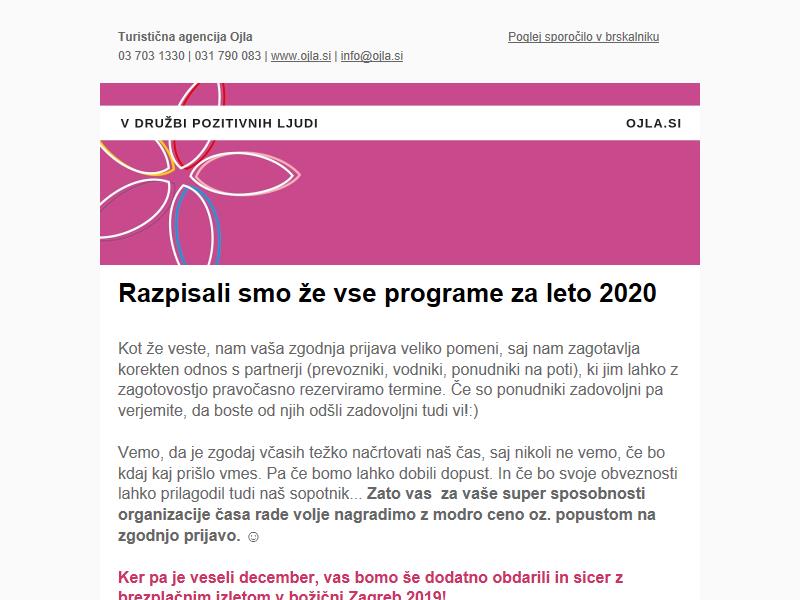 Turistična agencija Ojla
Poglej sporočilo v brskalniku
03 703 1330 | 031 790 083 | www.ojla.si | info@ojla.si
V DRUŽBI POZITIVNIH LJUDI
OJLA.SI
Razpisali smo že vse programe za leto 2020
Kot že veste, nam vaša zgodnja prijava veliko pomeni, saj nam zagotavlja
korekten odnos s partnerji (prevozniki, vodniki, ponudniki na poti), ki jim lahko z
zagotovostjo pravočasno rezerviramo termine. Če so ponudniki zadovoljni pa
verjemite, da boste od njih odšli zadovoljni tudi vi!:)
Vemo, da je zgodaj včasih težko načrtovati naš čas, saj nikoli ne vemo, če bo
kdaj kaj prišlo vmes. Pa če bomo lahko dobili dopust. In če bo svoje obveznosti
lahko prilagodil tudi naš sopotnik... Zato vas  za vaše super sposobnosti
organizacije časa rade volje nagradimo z modro ceno oz. popustom na
zgodnjo prijavo. ☺
Ker pa je veseli december, vas bomo še dodatno obdarili in sicer z
brezplačnim izletom v božični Zagreb 2019!